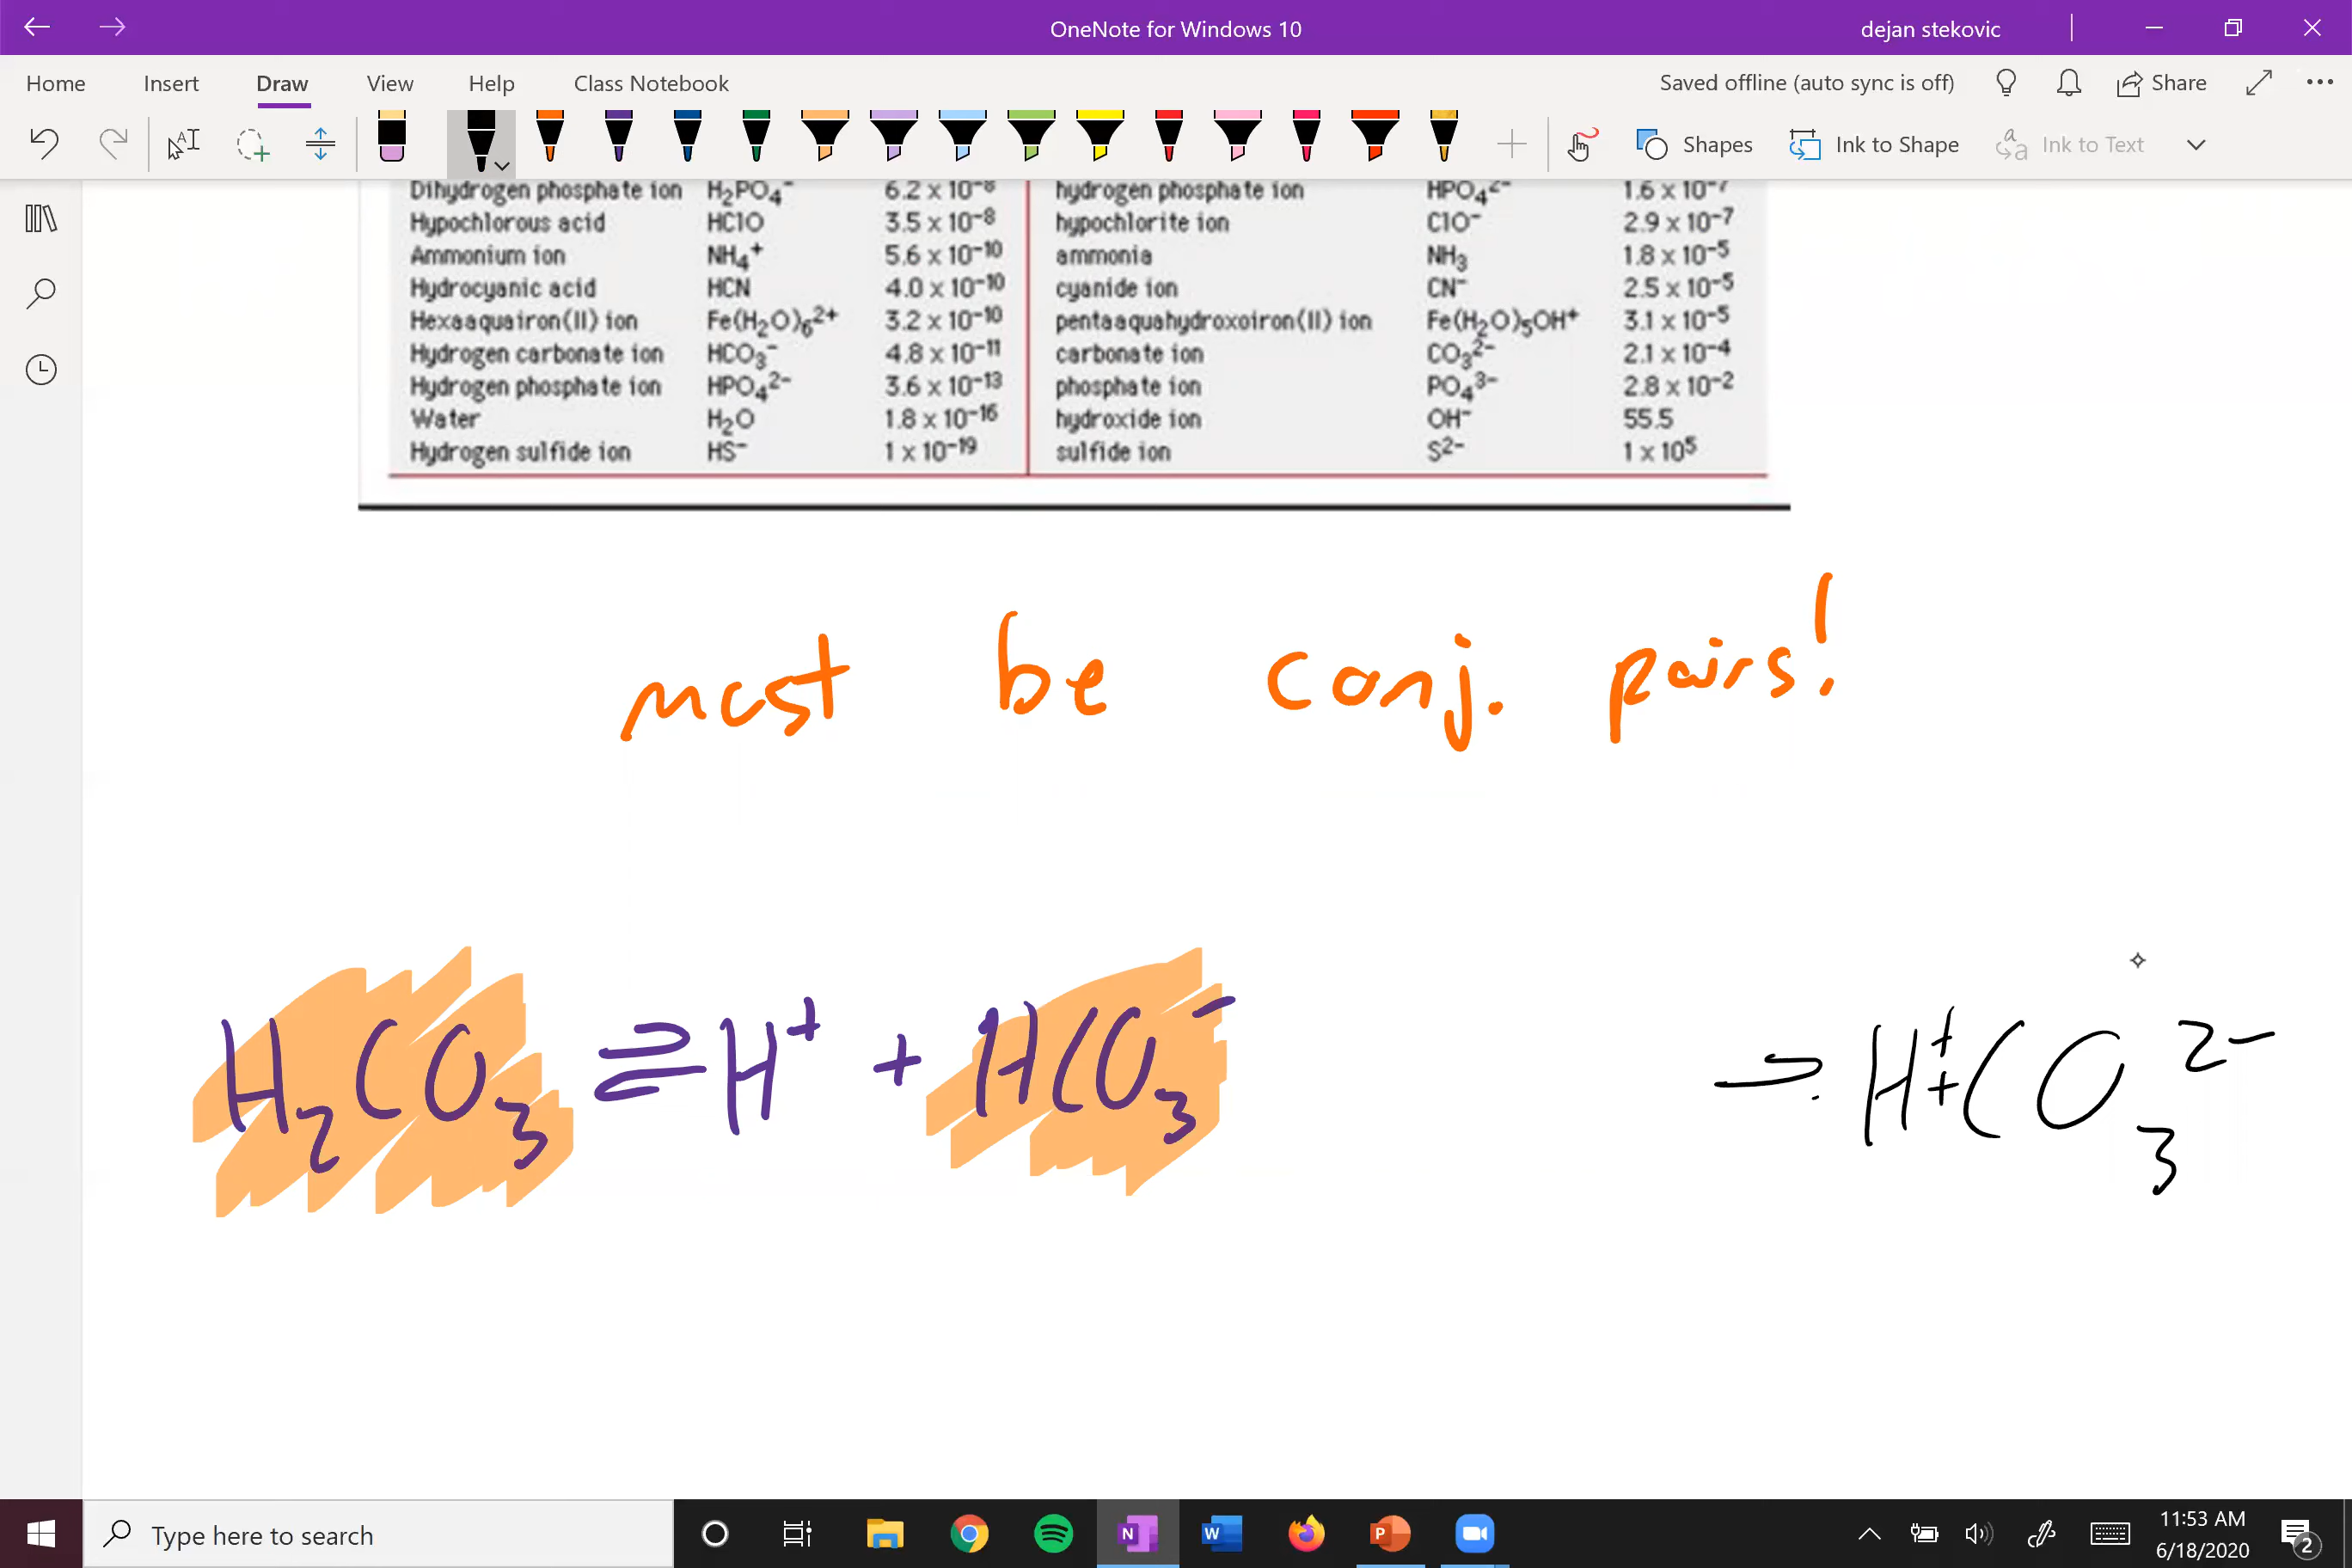 OneNote for Windows 10 dejan stekovic
Home Insert Draw View Help Class Notebook Saved offline (auto sync is off) Share
Shapes Ink to Shape Ink to Text
Dihydrogen phosphate ion H₂PO₄⁻ 6.2 x 10⁻⁸ hydrogen phosphate ion HPO₄²⁻ 1.6 x 10⁻⁷
Hypochlorous acid HClO 3.5 x 10⁻⁸ hypochlorite ion ClO⁻ 2.9 x 10⁻⁷
Ammonium ion NH₄⁺ 5.6 x 10⁻¹⁰ ammonia NH₃ 1.8 x 10⁻⁵
Hydrocyanic acid HCN 4.0 x 10⁻¹⁰ cyanide ion CN⁻ 2.5 x 10⁻⁵
Hexaaquairon(II) ion Fe(H₂O)₆²⁺ 3.2 x 10⁻¹⁰ pentaaquahydroxoiron(II) ion Fe(H₂O)₅OH⁺ 3.1 x 10⁻⁵
Hydrogen carbonate ion HCO₃⁻ 4.8 x 10⁻¹¹ carbonate ion CO₃²⁻ 2.1 x 10⁻⁴
Hydrogen phosphate ion HPO₄²⁻ 3.6 x 10⁻¹³ phosphate ion PO₄³⁻ 2.8 x 10⁻²
Water H₂O 1.8 x 10⁻¹⁶ hydroxide ion OH⁻ 55.5
Hydrogen sulfide ion HS⁻ 1 x 10⁻¹⁹ sulfide ion S²⁻ 1 x 10⁵
must be conj. pairs!
H₂CO₃ ⇌ H⁺ + HCO₃⁻ ⇌ H⁺ + CO₃²⁻
Type here to search
11:53 AM
6/18/2020
2